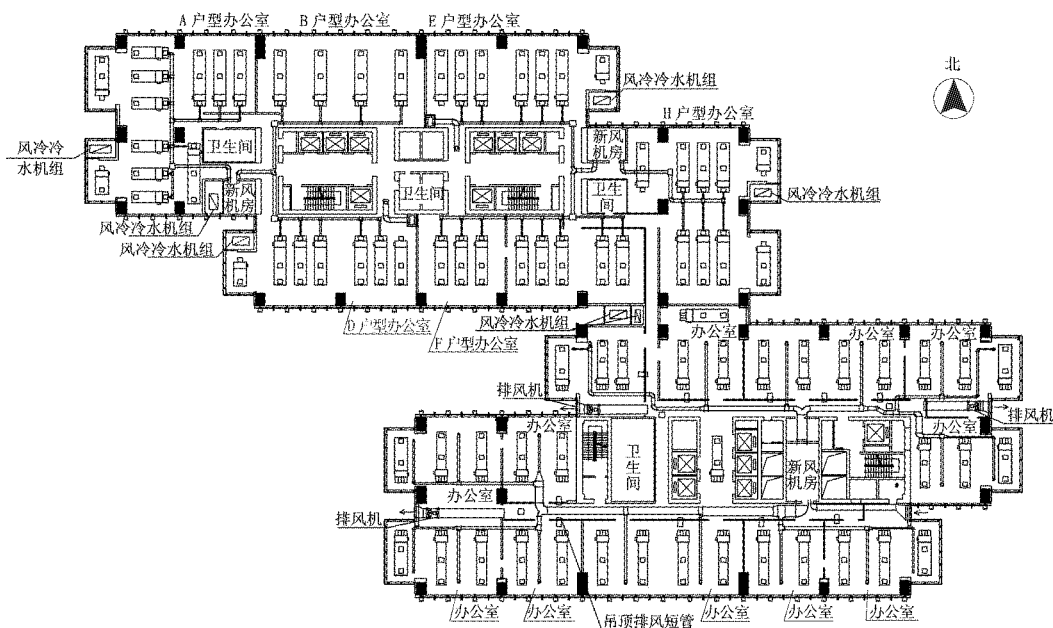 A户型办公室
B户型办公室
E户型办公室
北
风冷冷水机组
H户型办公室
风冷冷
水机组
卫生间
新风
机房
新风
机房
卫生间
卫生
间
风冷冷水机组
风冷冷水机组
风冷冷水机组
D户型办公室
F户型办公室
风冷冷水机组
办公室
办公室
办公室
排风机
排风机
办公室
办公室
卫
生
间
新风
机房
办公室
排风机
办公室
办公室
办公室
办公室
办公室
吊顶排风短管